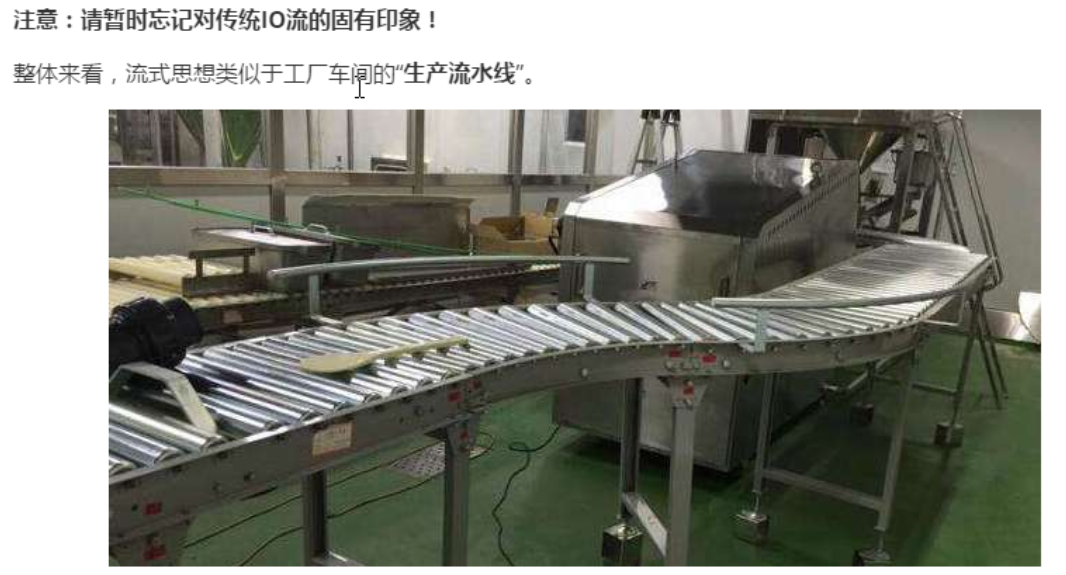 注意：请暂时忘记对传统IO流的固有印象！
整体来看，流式思想类似于工厂车间的“生产流水线”。